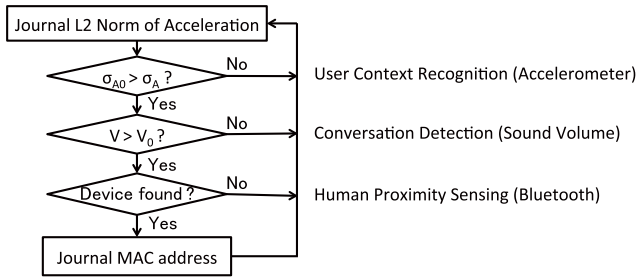 Journal L2 Norm of Acceleration
σA0 > σA ?
No
User Context Recognition (Accelerometer)
Yes
V > V0 ?
No
Conversation Detection (Sound Volume)
Yes
Device found ?
No
Human Proximity Sensing (Bluetooth)
Yes
Journal MAC address